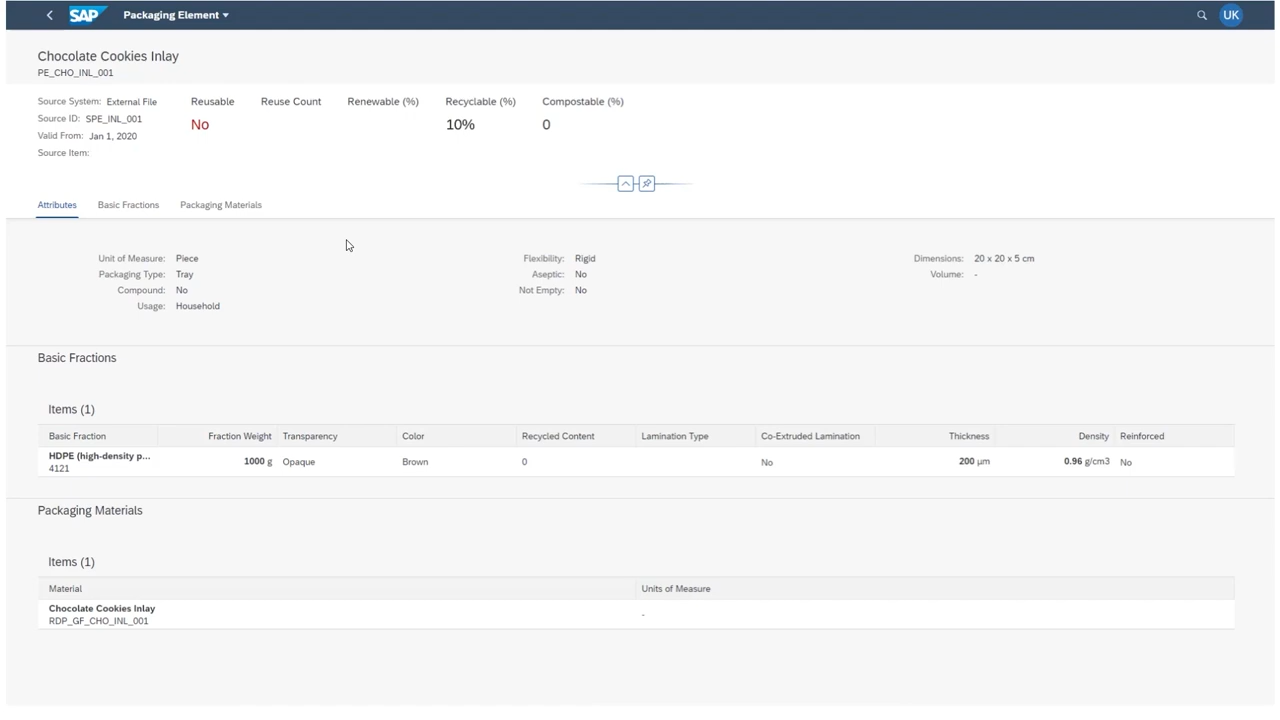 SAP Packaging Element UK
Chocolate Cookies Inlay
PE_CHO_INL_001
Source System: External File
Source ID: SPE_INL_001
Valid From: Jan 1, 2020
Source Item:
Reusable
No
Reuse Count
Renewable (%)
Recyclable (%)
10%
Compostable (%)
0
Attributes Basic Fractions Packaging Materials
Unit of Measure: Piece
Packaging Type: Tray
Compound: No
Usage: Household
Flexibility: Rigid
Aseptic: No
Not Empty: No
Dimensions: 20 x 20 x 5 cm
Volume: -
Basic Fractions
Items (1)
Basic Fraction Fraction Weight Transparency Color Recycled Content Lamination Type Co-Extruded Lamination Thickness Density Reinforced
HDPE (high-density p... 1000 g Opaque Brown 0 No 200 µm 0.96 g/cm3 No
4121
Packaging Materials
Items (1)
Material Units of Measure
Chocolate Cookies Inlay -
RDP_GF_CHO_INL_001